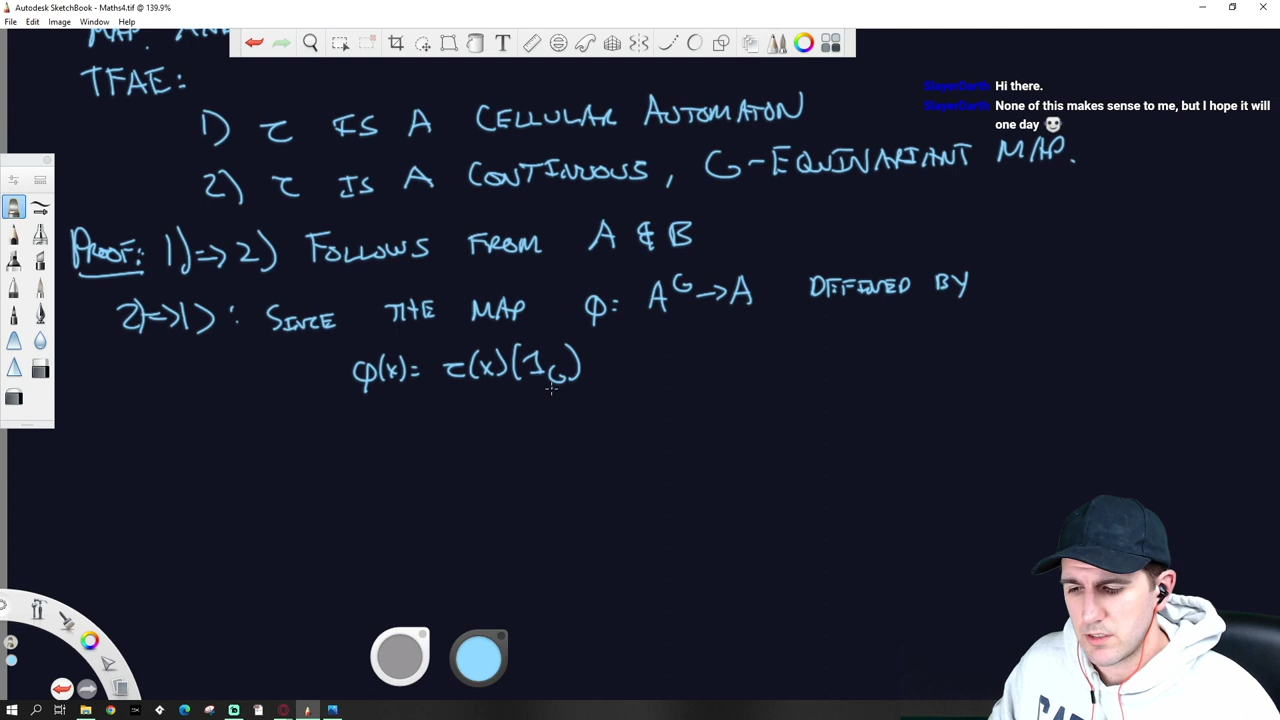 Autodesk SketchBook - Maths4.tif @ 139.9%
File Edit Image Window Help
TFAE:
SlayerDarth Hi there.
SlayerDarth None of this makes sense to me, but I hope it will
one day
1) τ IS A CELLULAR AUTOMATON
2) τ IS A CONTINUOUS, G-EQUIVARIANT MAP.
PROOF: 1)=>2) FOLLOWS FROM A & B
2)=>1): SINCE THE MAP φ: A^G→A DEFINED BY
φ(x)= τ(x)(1_G)